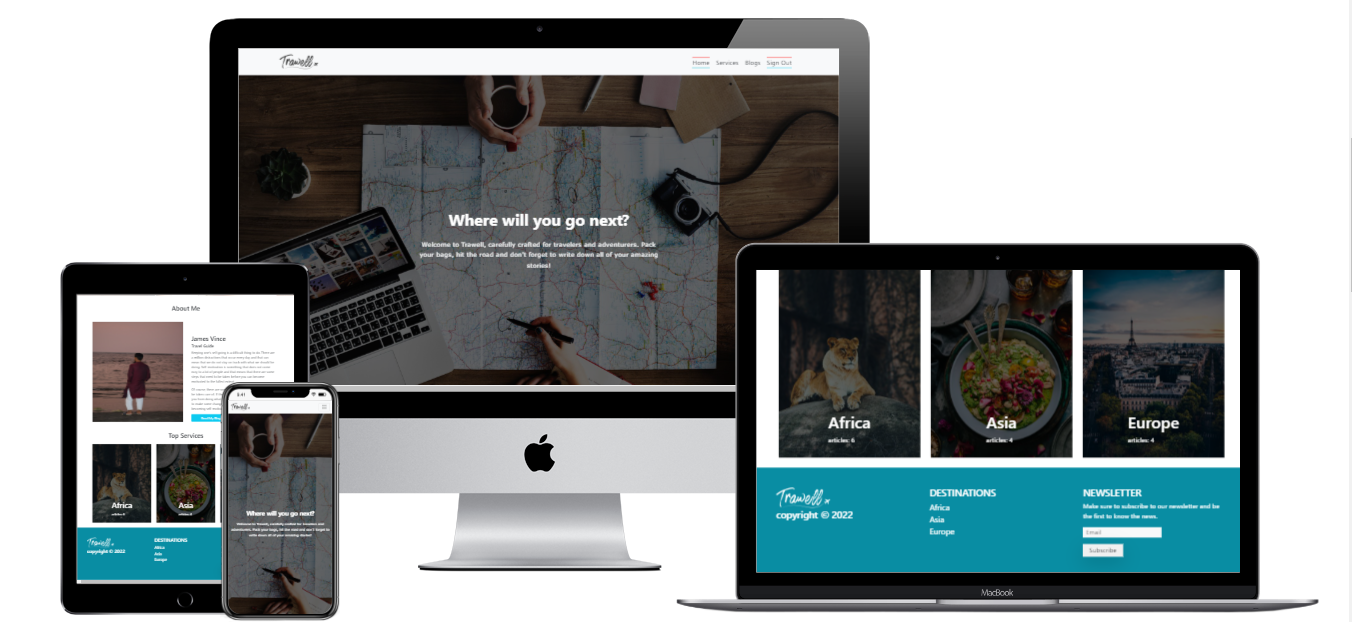 Trawell
Home Services Blogs Sign Out
Where will you go next?
Welcome to Trawell, carefully crafted for travelers and adventurers. Pack
your bags, hit the road and don't forget to write down all of your amazing
stories!
About Me
James Vince
Travel Guide
Top Services
Africa
articles: 6
Asia
articles: 4
Trawell
copyright © 2022
DESTINATIONS
Africa
Asia
Europe
9:41
Trawell
Where will you go next?
Welcome to Trawell, carefully crafted for travelers and
adventurers. Pack your bags, hit the road and don't forget to
write down all of your amazing stories!
Africa
articles: 6
Asia
articles: 4
Europe
articles: 4
Trawell
copyright © 2022
DESTINATIONS
Africa
Asia
Europe
NEWSLETTER
Make sure to subscribe to our newsletter and be
the first to know the news.
Email
Subscribe
MacBook